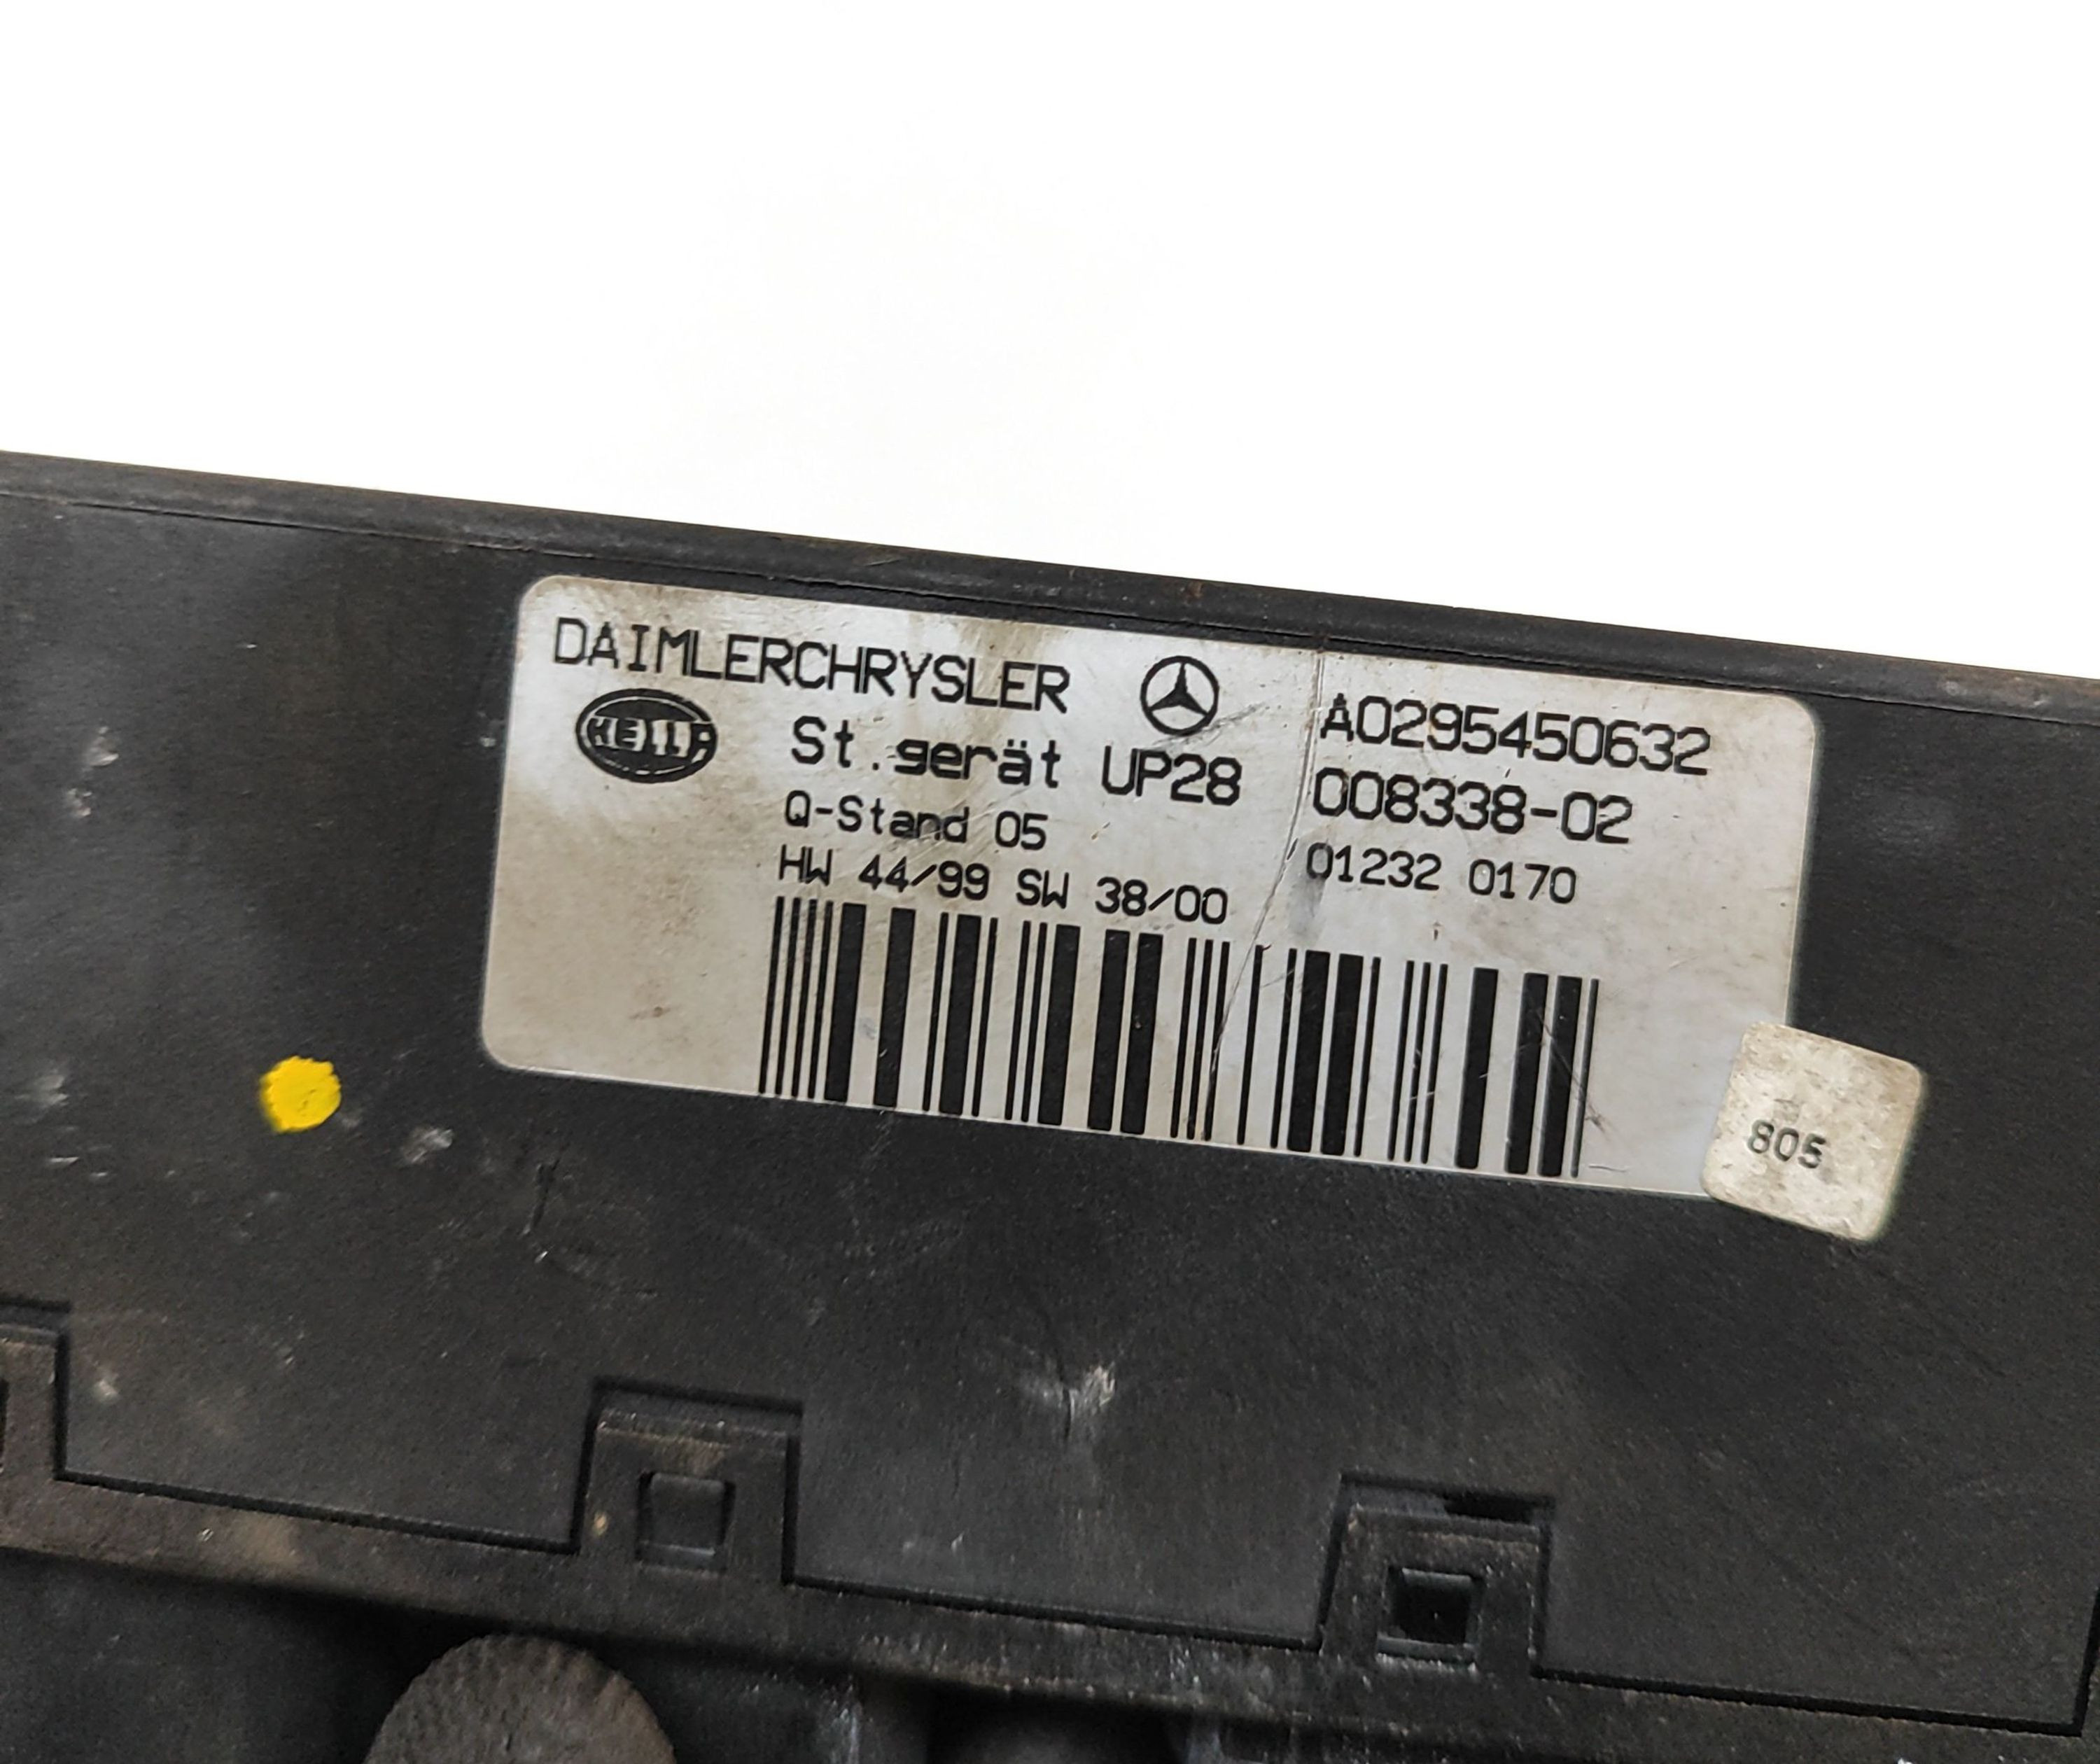 DAIMLERCHRYSLER A0295450632
HELLA St.gerät UP28 008338-02
Q-Stand 05 01232 0170
HW 44/99 SW 38/00
805